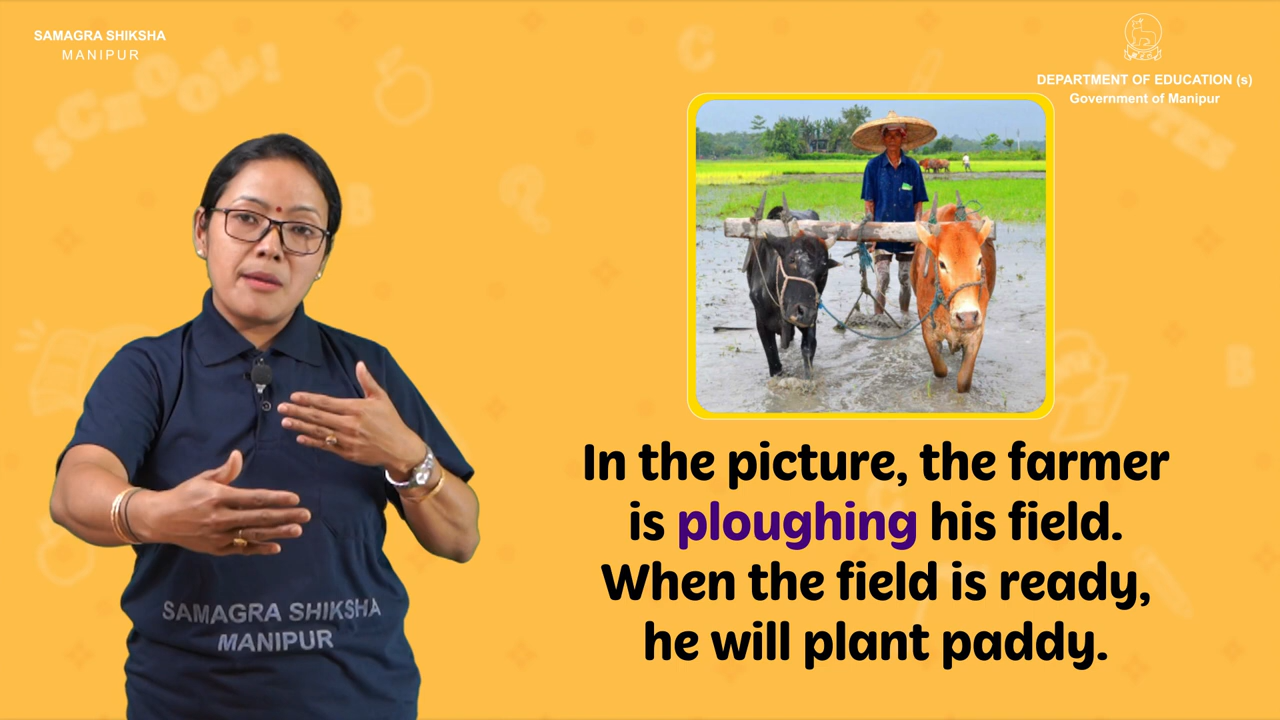 SAMAGRA SHIKSHA
MANIPUR
DEPARTMENT OF EDUCATION (s)
Government of Manipur
SCHOOL!
In the picture, the farmer
is ploughing his field.
When the field is ready,
he will plant paddy.
SAMAGRA SHIKSHA
MANIPUR